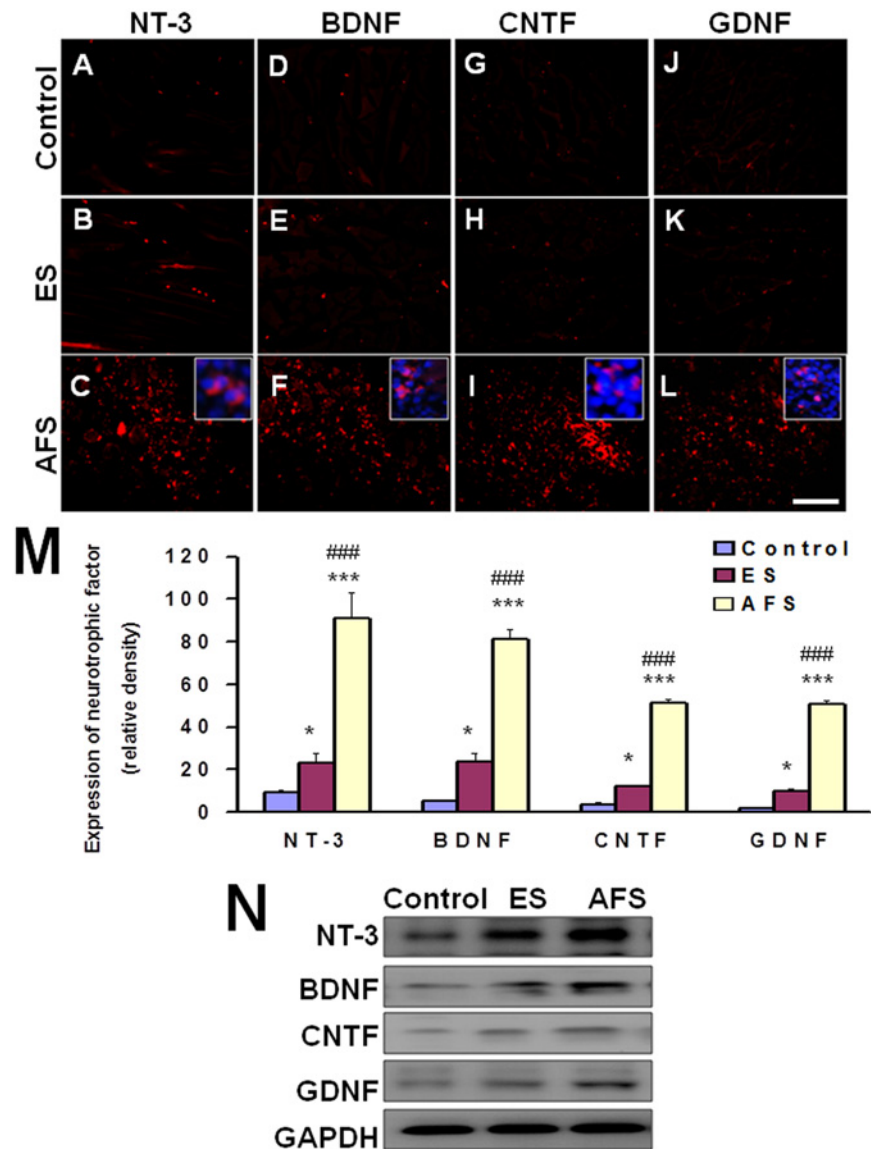 NT-3 BDNF CNTF GDNF
Control
A D G J
ES
B E H K
AFS
C F I L
M
Expression of neurotrophic factor
(relative density)
120
100
80
60
40
20
0
Control
ES
AFS
### ### ### ###
*** *** *** ***
* * * *
NT-3 BDNF CNTF GDNF
N
Control ES AFS
NT-3
BDNF
CNTF
GDNF
GAPDH